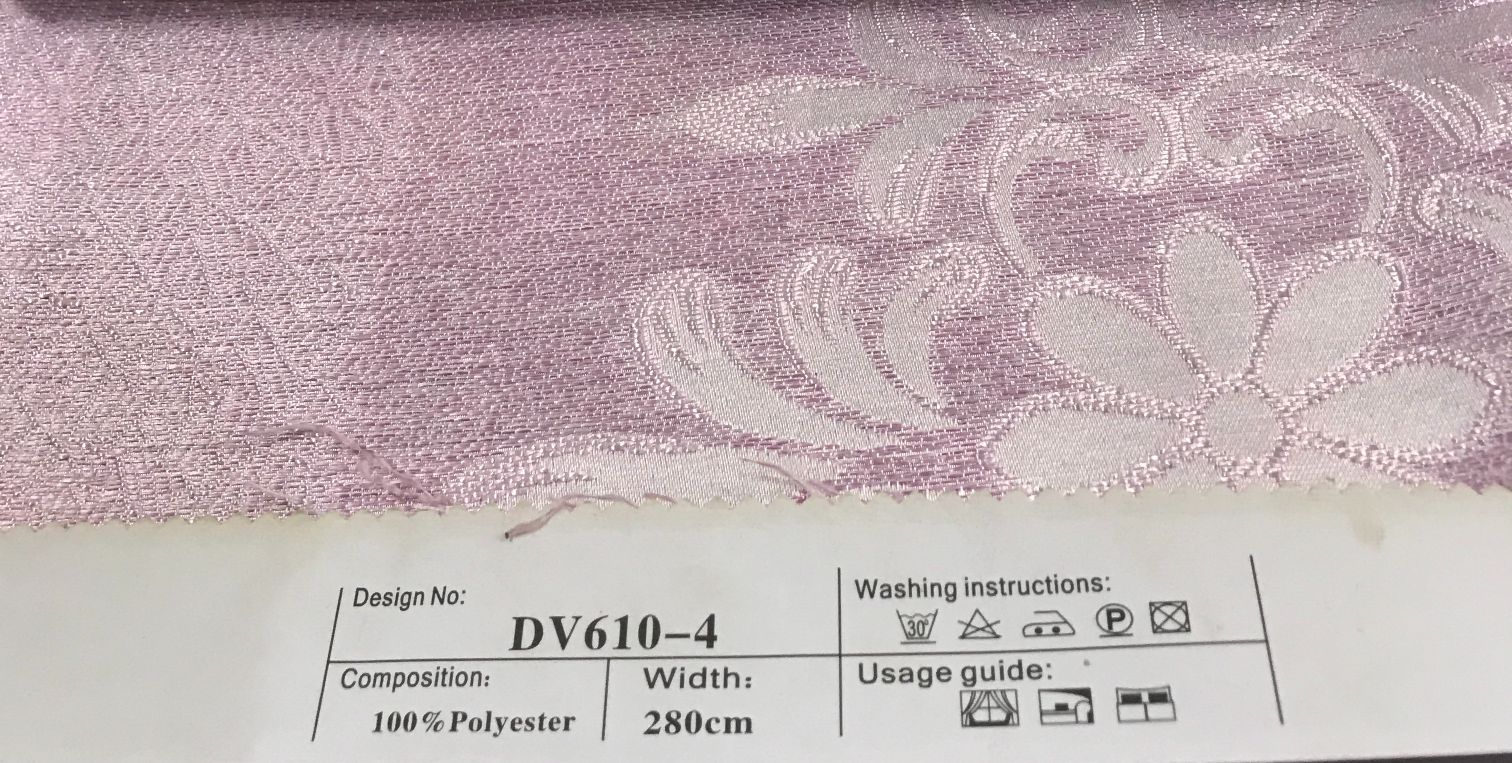 Design No:
DV610-4
Composition:
100%Polyester
Width:
280cm
Washing instructions:
30°
P
Usage guide: